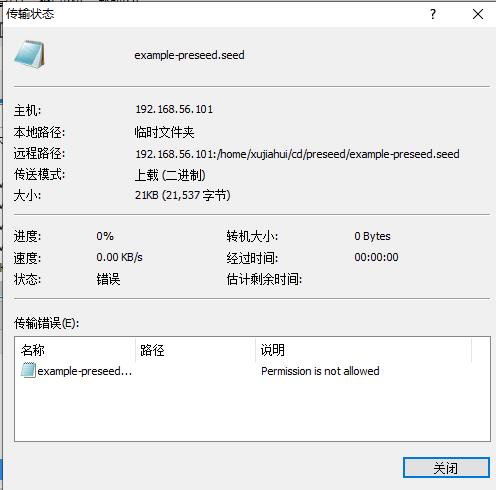 传输状态
example-preseed.seed
主机: 192.168.56.101
本地路径: 临时文件夹
远程路径: 192.168.56.101:/home/xujiahui/cd/preseed/example-preseed.seed
传送模式: 上载 (二进制)
大小: 21KB (21,537 字节)
进度: 0% 转机大小: 0 Bytes
速度: 0.00 KB/s 经过时间: 00:00:00
状态: 错误 估计剩余时间:
传输错误(E):
名称 路径 说明
example-preseed... Permission is not allowed
关闭